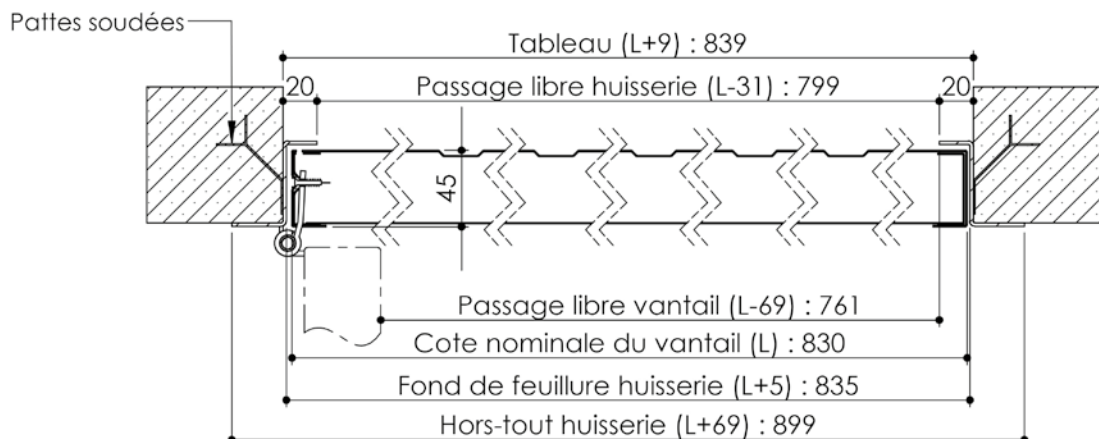 Pattes soudées
Tableau (L+9) : 839
20
Passage libre huisserie (L-31) : 799
20
45
Passage libre vantail (L-69) : 761
Cote nominale du vantail (L) : 830
Fond de feuillure huisserie (L+5) : 835
Hors-tout huisserie (L+69) : 899